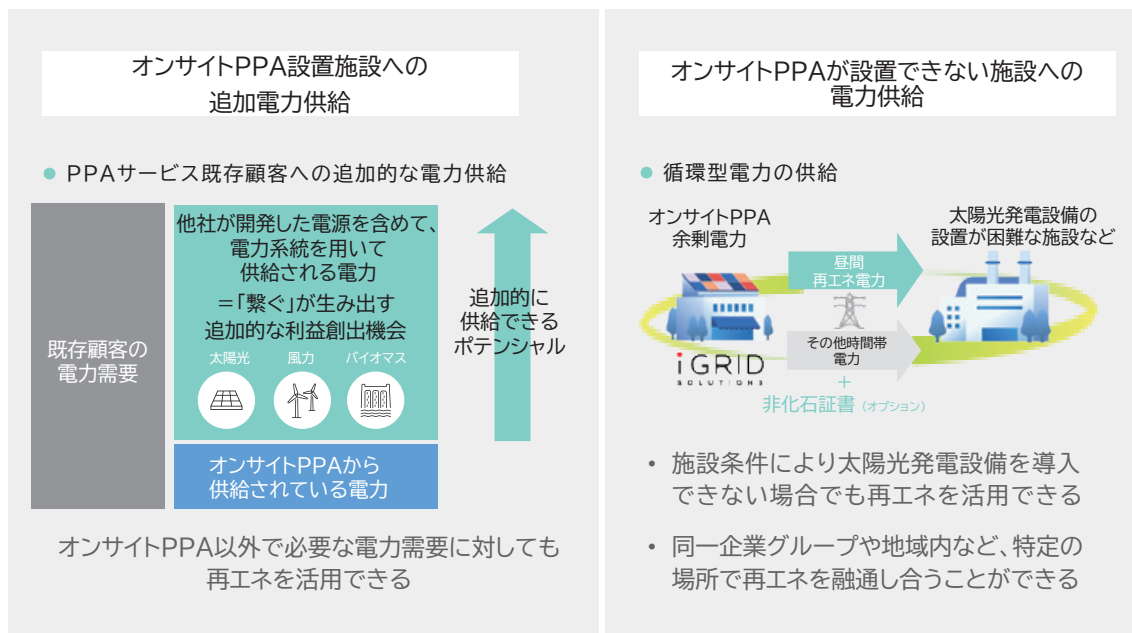 オンサイトPPA設置施設への
追加電力供給
● PPAサービス既存顧客への追加的な電力供給
既存顧客の
電力需要
他社が開発した電源を含めて、
電力系統を用いて
供給される電力
＝「繋ぐ」が生み出す
追加的な利益創出機会
太陽光 風力 バイオマス
オンサイトPPAから
供給されている電力
追加的に
供給できる
ポテンシャル
オンサイトPPA以外で必要な電力需要に対しても
再エネを活用できる
オンサイトPPAが設置できない施設への
電力供給
● 循環型電力の供給
オンサイトPPA
余剰電力
太陽光発電設備の
設置が困難な施設など
昼間
再エネ電力
その他時間帯
電力
+
非化石証書（オプション）
iGRID
SOLUTIONS
• 施設条件により太陽光発電設備を導入
できない場合でも再エネを活用できる
• 同一企業グループや地域内など、特定の
場所で再エネを融通し合うことができる